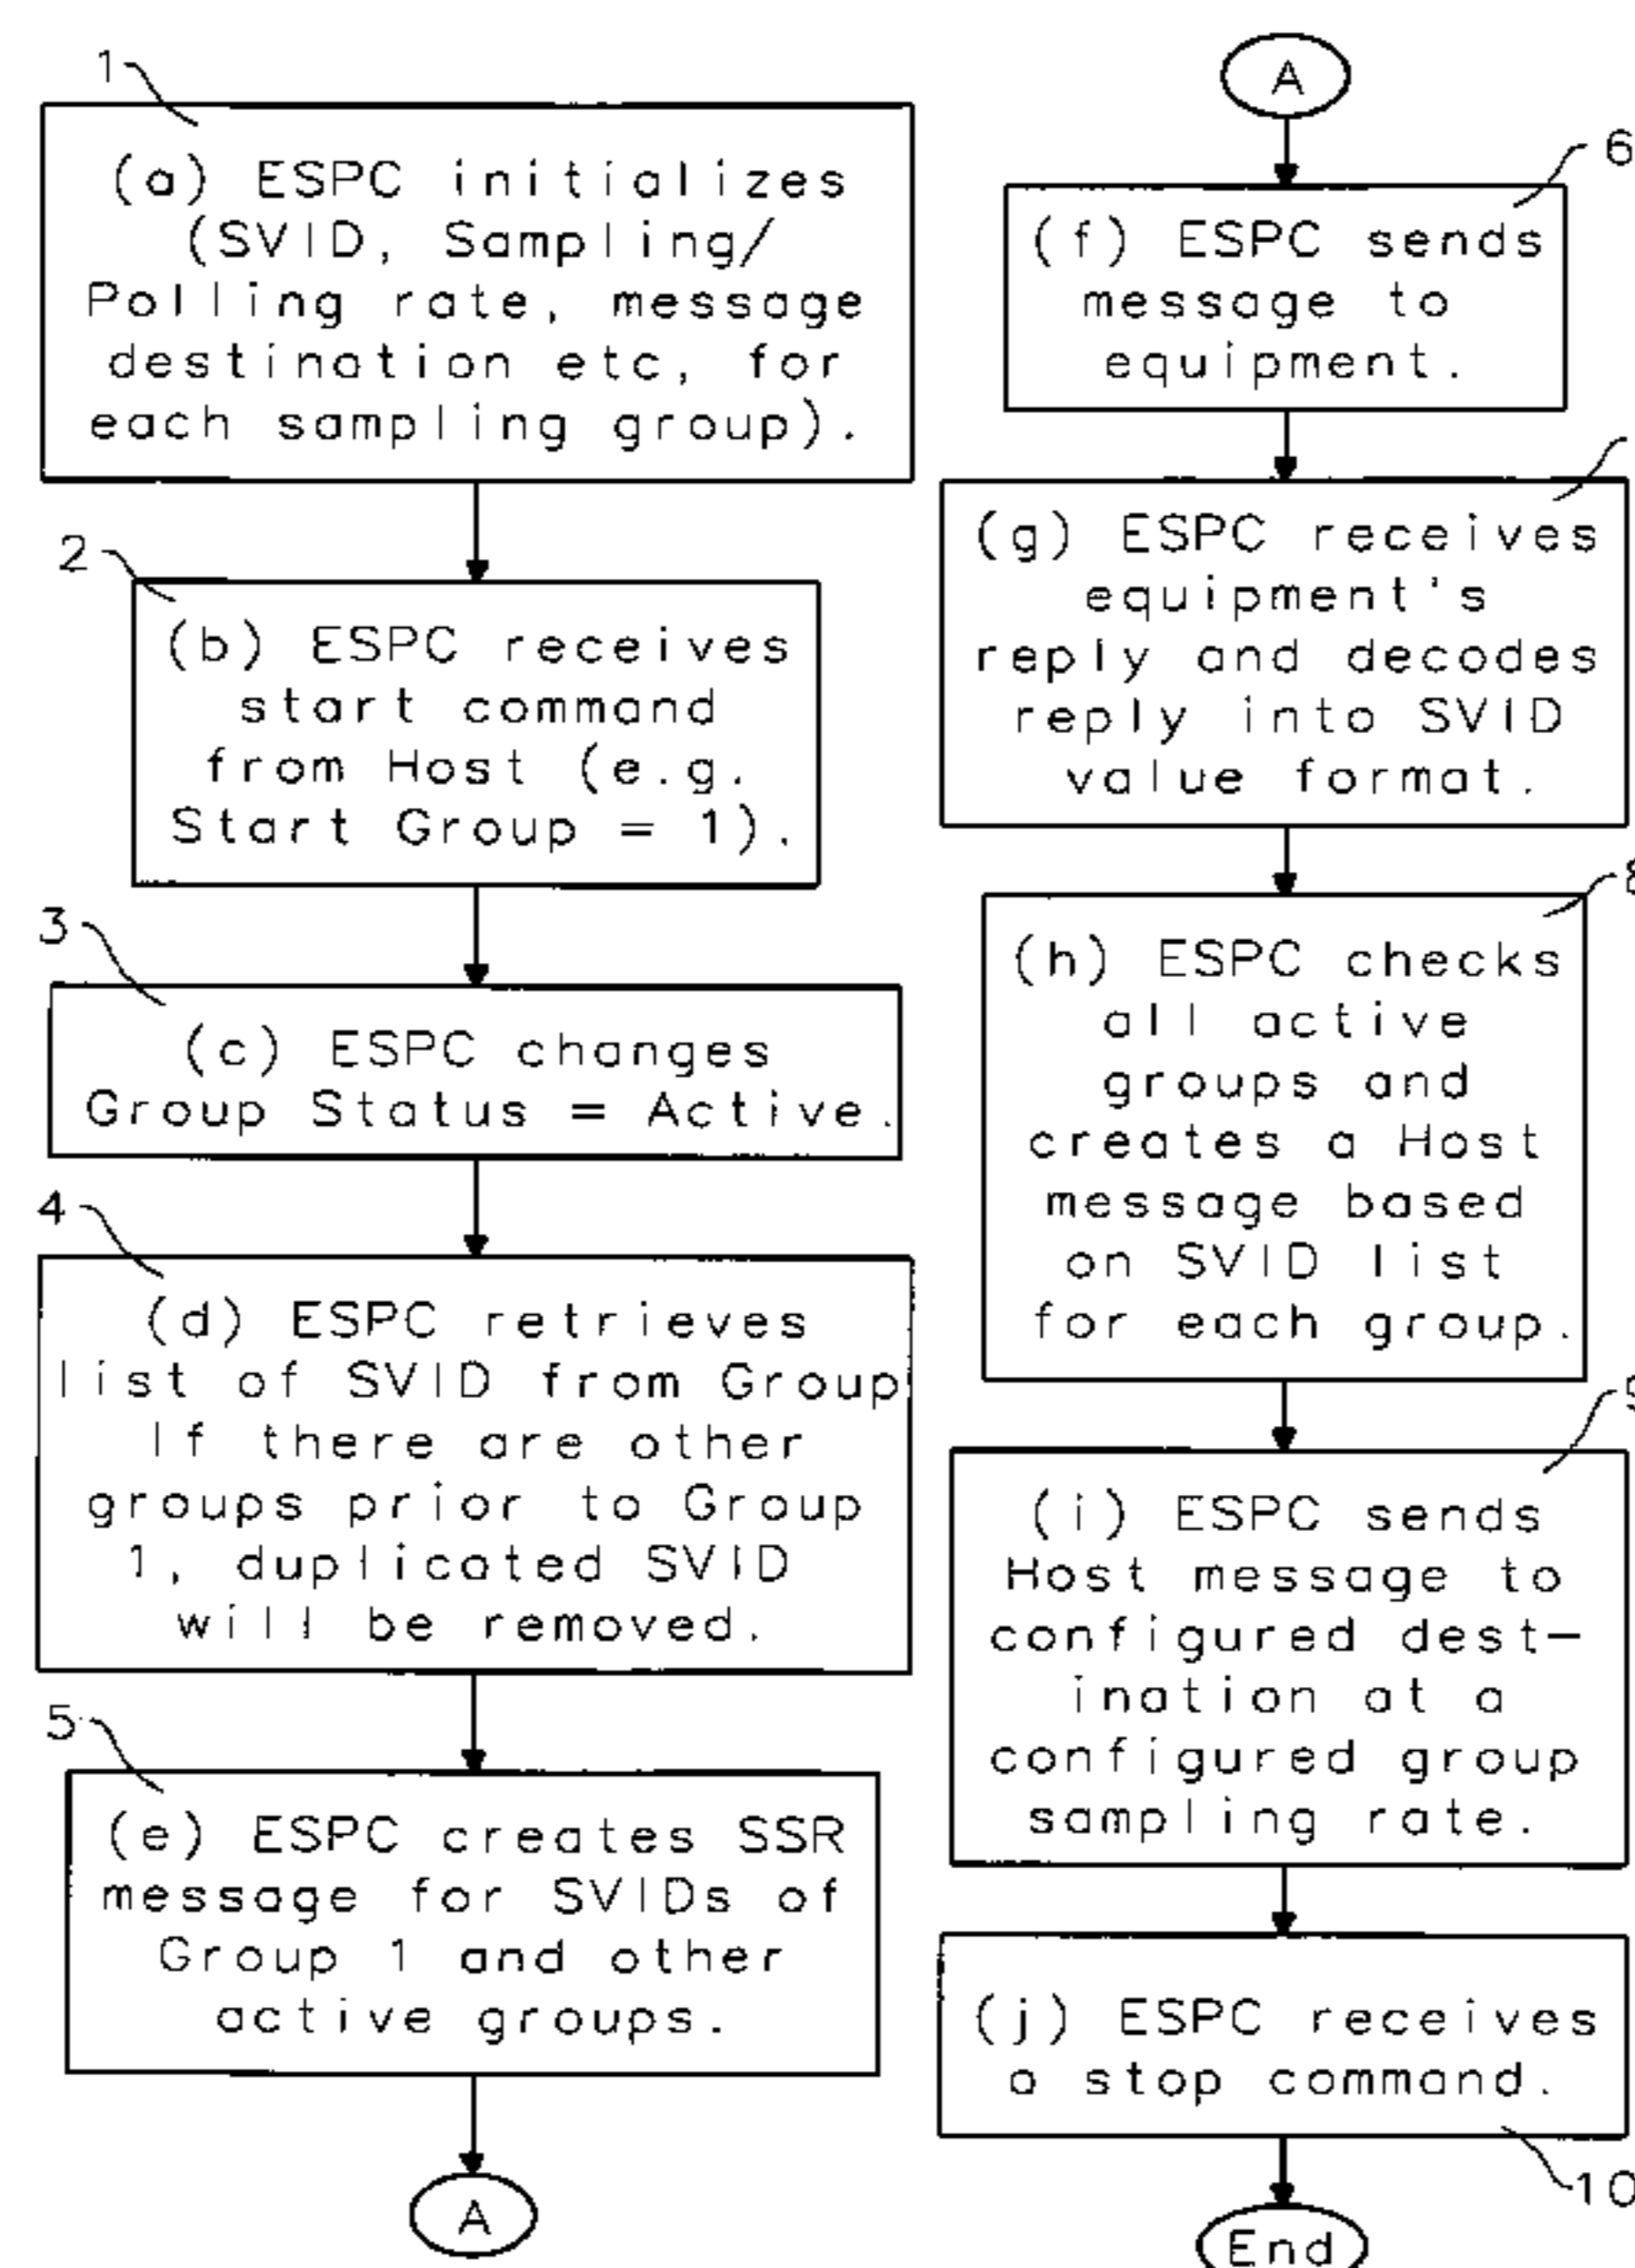 1
(a) ESPC initializes
(SVID, Sampling/
Polling rate, message
destination etc, for
each sampling group).
2
(b) ESPC receives
start command
from Host (e.g.
Start Group = 1).
3
(c) ESPC changes
Group Status = Active.
4
(d) ESPC retrieves
list of SVID from Group
If there are other
groups prior to Group
1, duplicated SVID
will be removed.
5
(e) ESPC creates SSR
message for SVIDs of
Group 1 and other
active groups.
A
A
6
(f) ESPC sends
message to
equipment.
(g) ESPC receives
equipment's
reply and decodes
reply into SVID
value format.
8
(h) ESPC checks
all active
groups and
creates a Host
message based
on SVID list
for each group.
9
(i) ESPC sends
Host message to
configured dest-
ination at a
configured group
sampling rate.
(j) ESPC receives
a stop command.
10
End